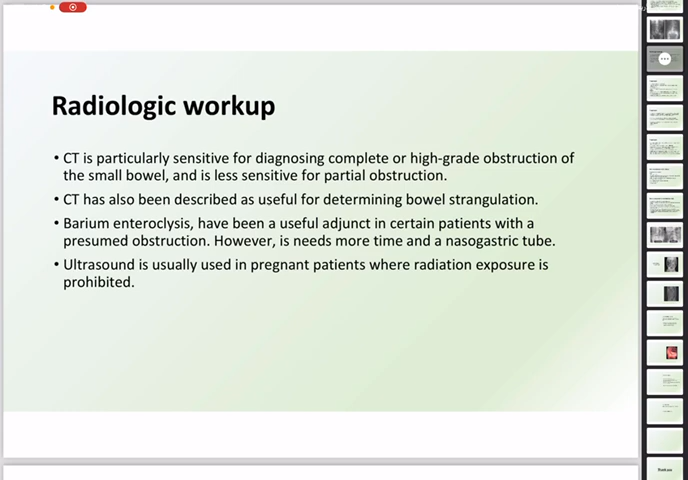 Radiologic workup
• CT is particularly sensitive for diagnosing complete or high-grade obstruction of
the small bowel, and is less sensitive for partial obstruction.
• CT has also been described as useful for determining bowel strangulation.
• Barium enteroclysis, have been a useful adjunct in certain patients with a
presumed obstruction. However, is needs more time and a nasogastric tube.
• Ultrasound is usually used in pregnant patients where radiation exposure is
prohibited.
Thank you